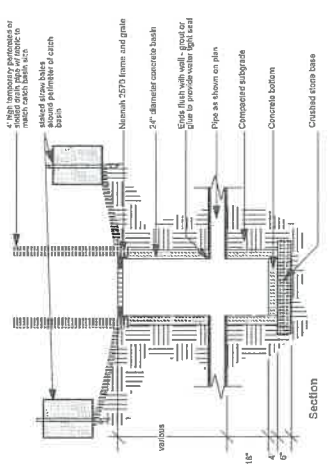 4' high temporary perforated or
slotted drain pipe w/ fabric to
match catch basin size
staked straw bales
around perimeter of catch
basin
Neenah 2570 frame and grate
24" diameter concrete basin
Ends flush with wall - grout or
glue to provide water tight seal
Pipe as shown on plan
Compacted subgrade
Concrete bottom
Crushed stone base
various
18"
4"
6"
Section